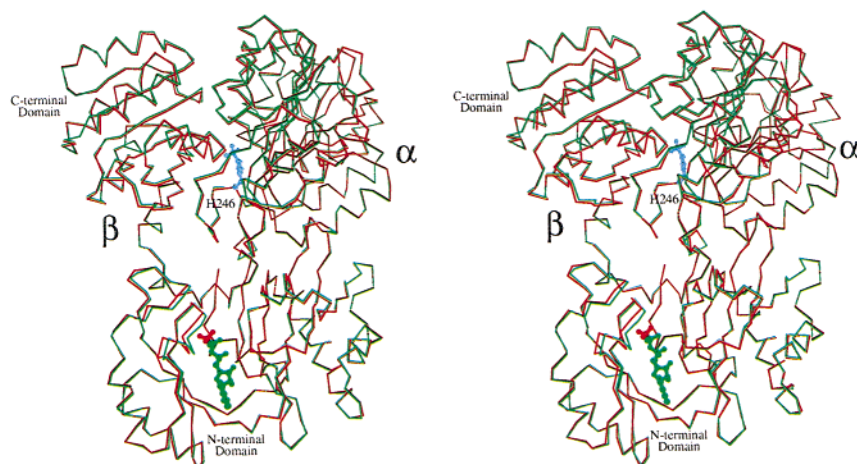 C-terminal
Domain
α
H246
β
N-terminal
Domain
C-terminal
Domain
α
H246
β
N-terminal
Domain